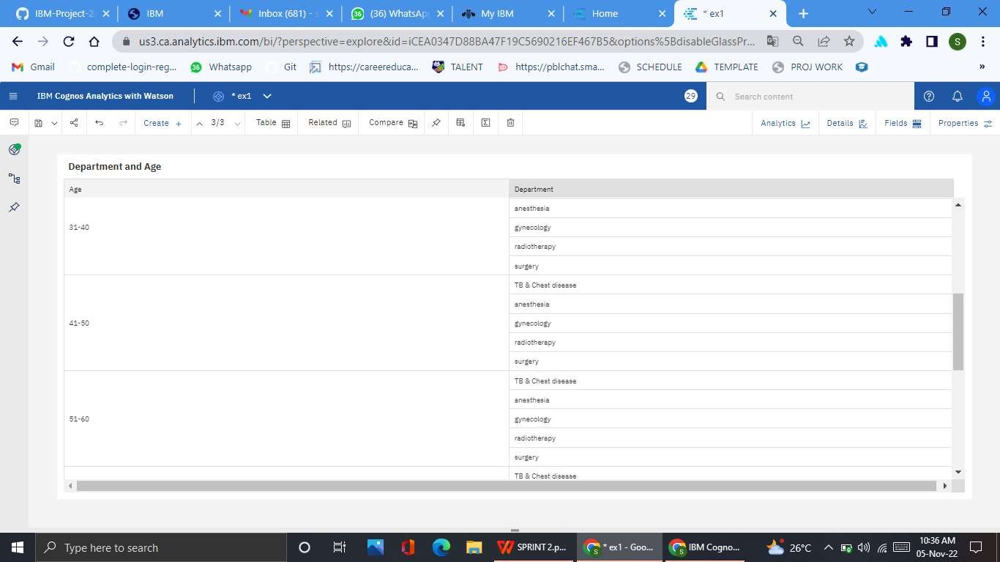 IBM-Project-2 IBM Inbox (681) - s (36) WhatsApp My IBM Home * ex1
us3.ca.analytics.ibm.com/bi/?perspective=explore&id=iCEA0347D88BA47F19C5690216EF467B5&options%5BdisableGlassPr...
Gmail complete-login-reg... Whatsapp Git https://careereduca... TALENT https://pblchat.sma... SCHEDULE TEMPLATE PROJ WORK »
IBM Cognos Analytics with Watson * ex1 29 Search content
Create + 3/3 Table Related Compare Analytics Details Fields Properties
Department and Age
Age Department
anesthesia
31-40 gynecology
radiotherapy
surgery
TB & Chest disease
anesthesia
41-50 gynecology
radiotherapy
surgery
TB & Chest disease
anesthesia
51-60 gynecology
radiotherapy
surgery
TB & Chest disease
Type here to search SPRINT 2.p... * ex1 - Goo... IBM Cogno... 26°C 10:36 AM
05-Nov-22